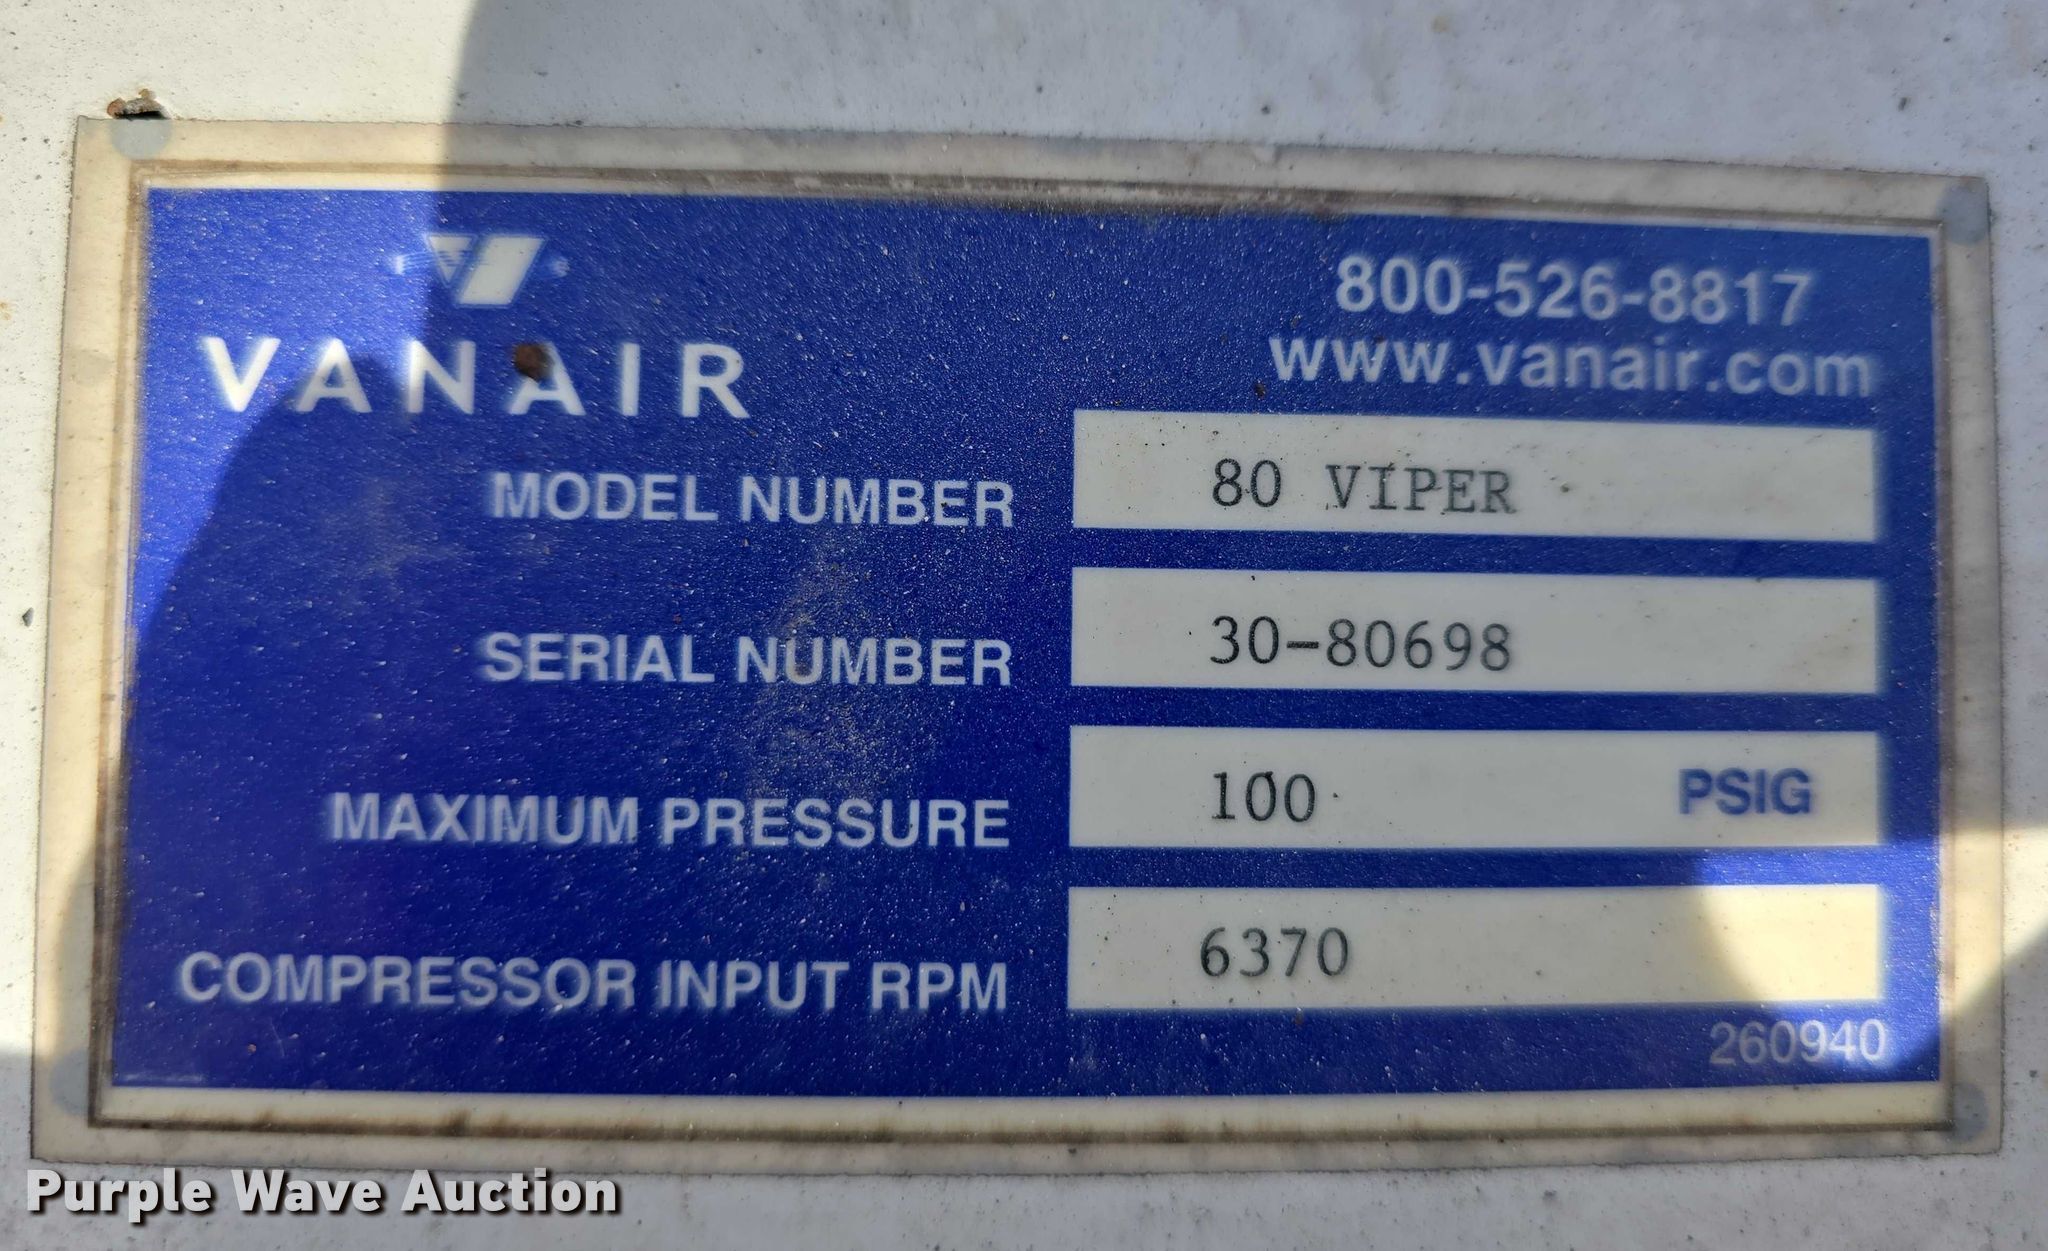 VANAIR
800-526-8817
www.vanair.com
MODEL NUMBER 80 VIPER
SERIAL NUMBER 30-80698
MAXIMUM PRESSURE 100 PSIG
COMPRESSOR INPUT RPM 6370
260940
Purple Wave Auction